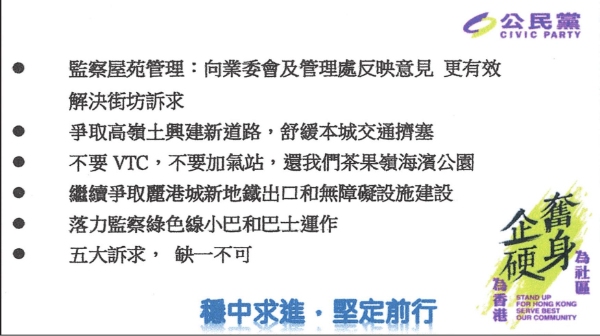 公民黨
CIVIC PARTY
● 監察屋苑管理：向業委會及管理處反映意見 更有效
解決街坊訴求
● 爭取高嶺土興建新道路，舒緩本城交通擠塞
● 不要 VTC，不要加氣站，還我們茶果嶺海濱公園
● 繼續爭取麗港城新地鐵出口和無障礙設施建設
● 落力監察綠色線小巴和巴士運作
● 五大訴求， 缺一不可
奮身
企硬
為社區
為香港
STAND UP
FOR HONG KONG
SERVE BEST
OUR COMMUNITY
穩中求進，堅定前行